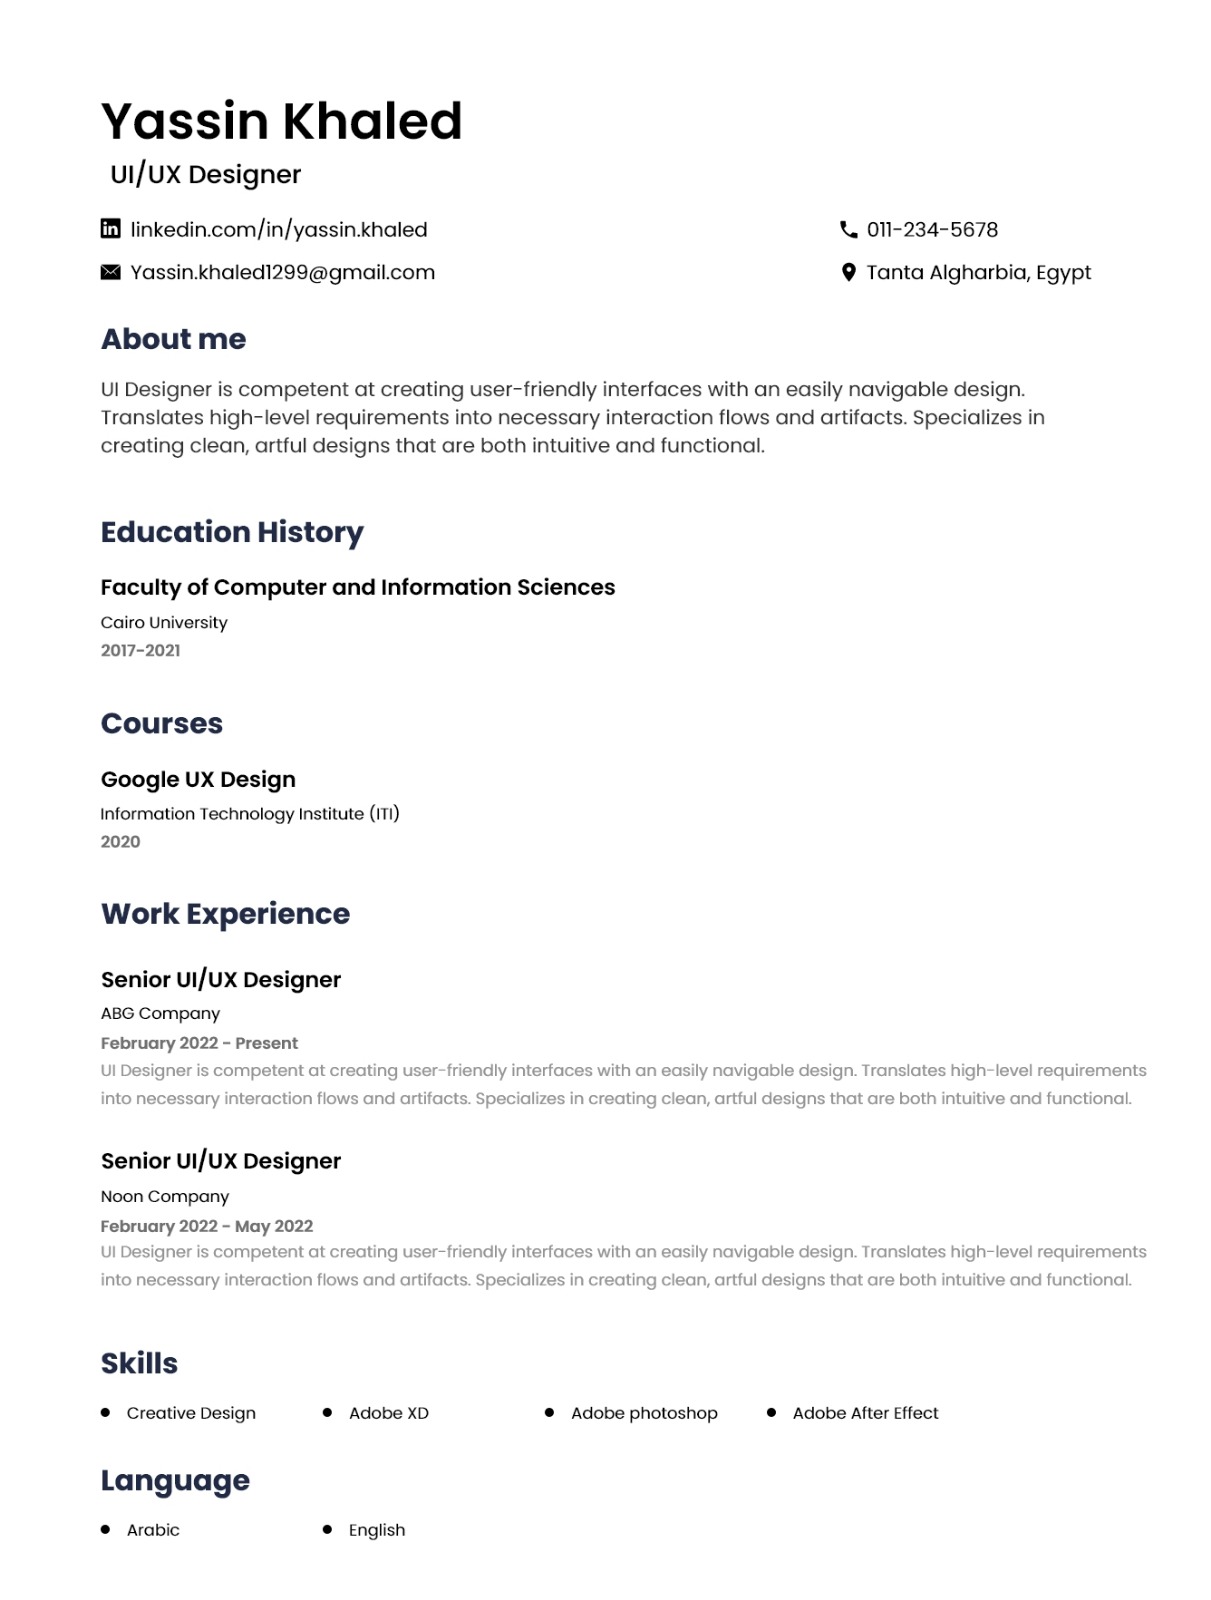 Yassin Khaled
UI/UX Designer
linkedin.com/in/yassin.khaled
011-234-5678
Yassin.khaled1299@gmail.com
Tanta Algharbia, Egypt
About me
UI Designer is competent at creating user-friendly interfaces with an easily navigable design.
Translates high-level requirements into necessary interaction flows and artifacts. Specializes in
creating clean, artful designs that are both intuitive and functional.
Education History
Faculty of Computer and Information Sciences
Cairo University
2017-2021
Courses
Google UX Design
Information Technology Institute (ITI)
2020
Work Experience
Senior UI/UX Designer
ABG Company
February 2022 - Present
UI Designer is competent at creating user-friendly interfaces with an easily navigable design. Translates high-level requirements
into necessary interaction flows and artifacts. Specializes in creating clean, artful designs that are both intuitive and functional.
Senior UI/UX Designer
Noon Company
February 2022 - May 2022
UI Designer is competent at creating user-friendly interfaces with an easily navigable design. Translates high-level requirements
into necessary interaction flows and artifacts. Specializes in creating clean, artful designs that are both intuitive and functional.
Skills
Creative Design
Adobe XD
Adobe photoshop
Adobe After Effect
Language
Arabic
English